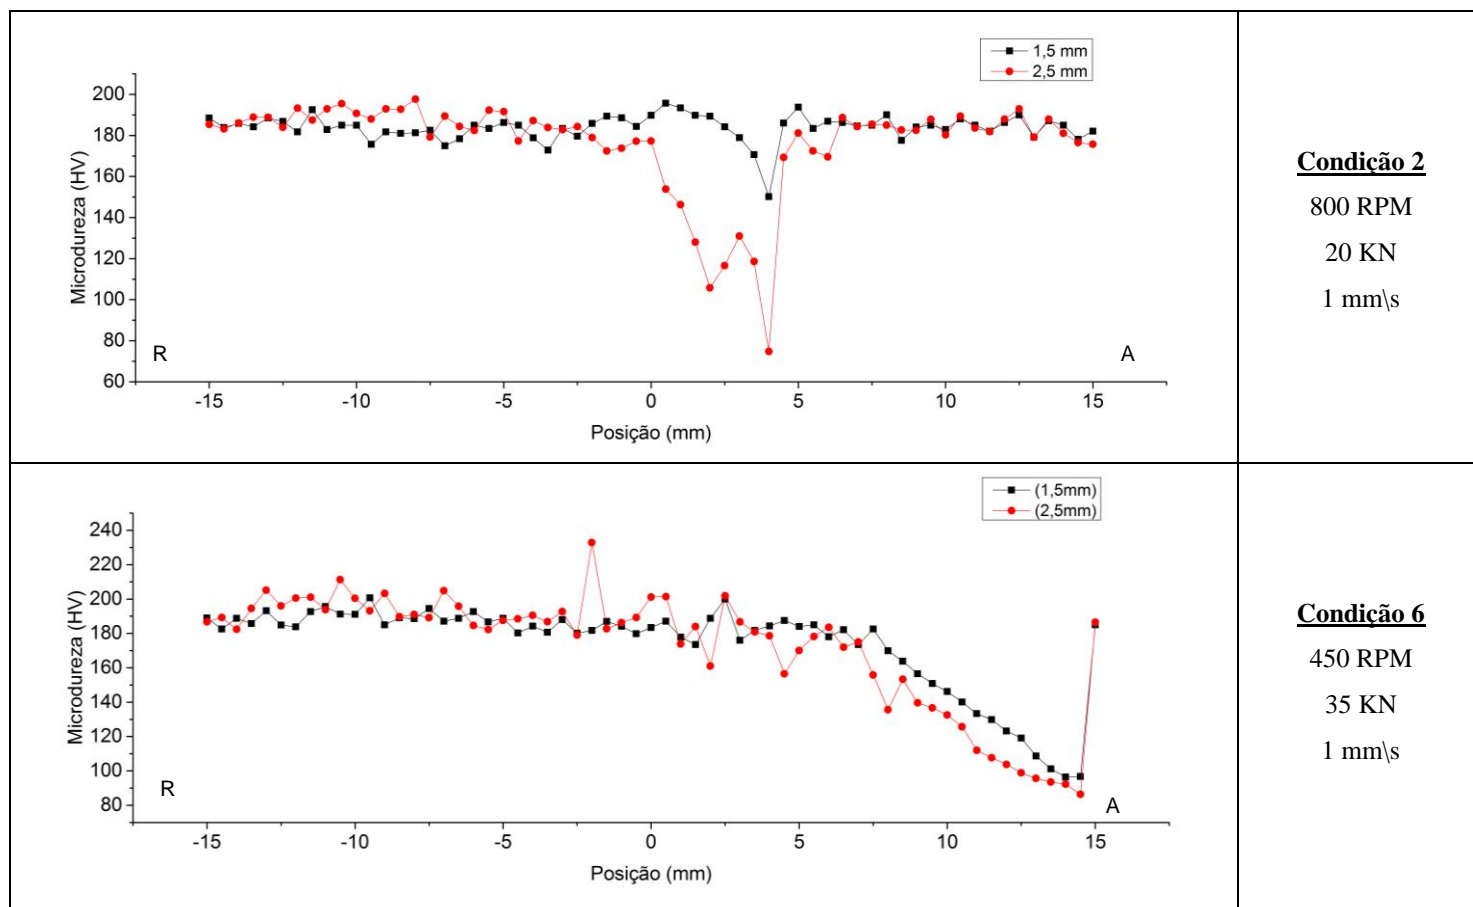 1,5 mm
2,5 mm
200
180
160
140
120
100
80
60
Microdureza (HV)
R
A
-15
-10
-5
0
5
10
15
Posição (mm)
Condição 2
800 RPM
20 KN
1 mm\s
(1,5mm)
(2,5mm)
240
220
200
180
160
140
120
100
80
Microdureza (HV)
R
A
-15
-10
-5
0
5
10
15
Posição (mm)
Condição 6
450 RPM
35 KN
1 mm\s